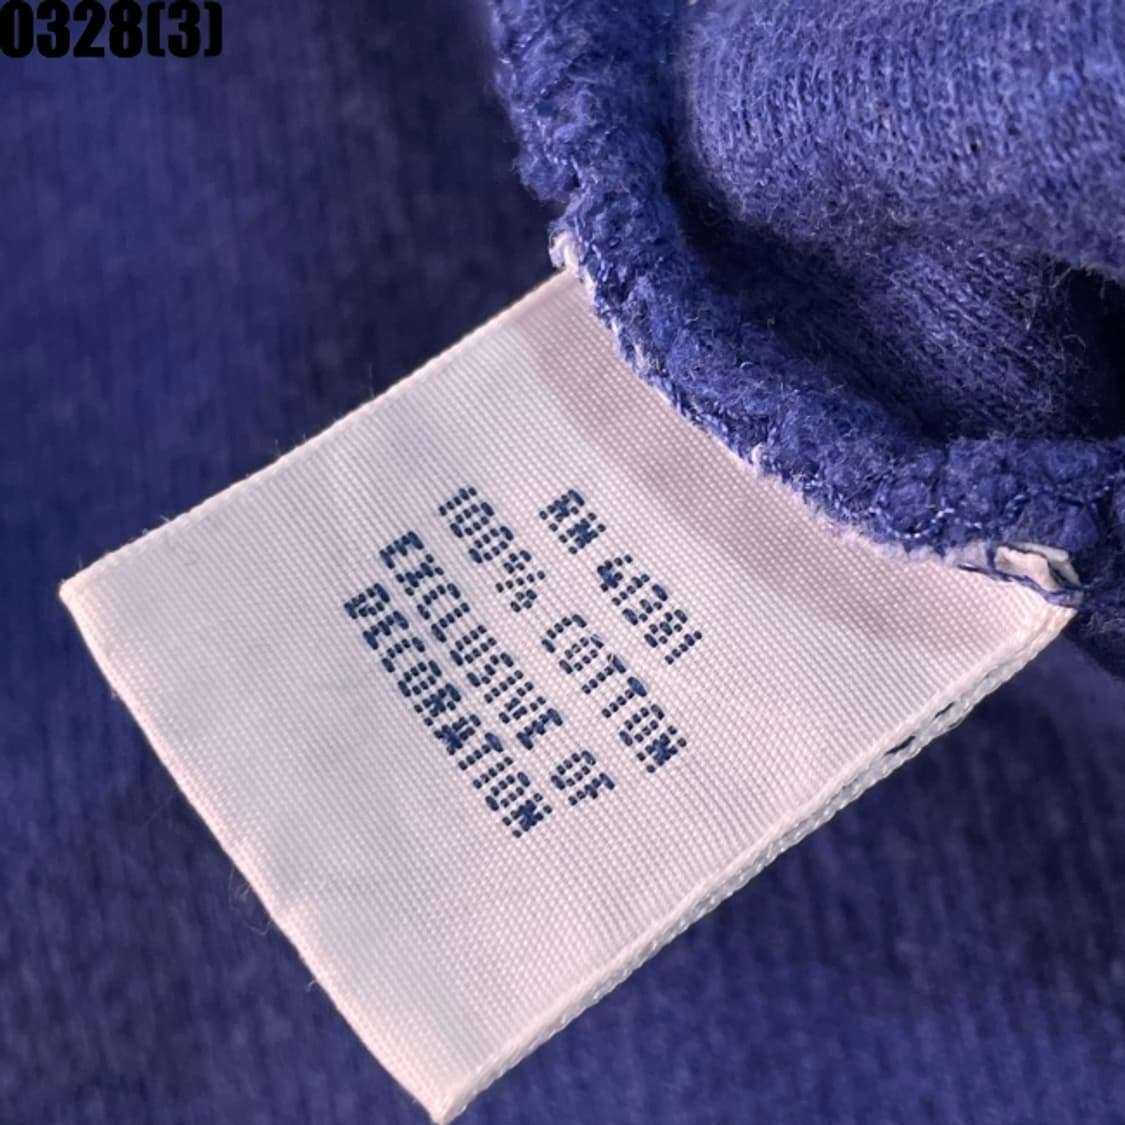 0328(3)
RN 41381
100% COTTON
EXCLUSIVE OF
DECORATION